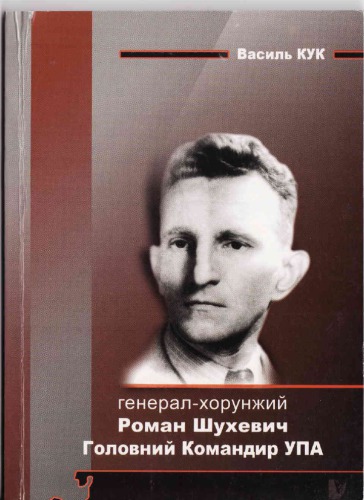 Василь КУК
генерал-хорунжий
Роман Шухевич
Головний Командир УПА